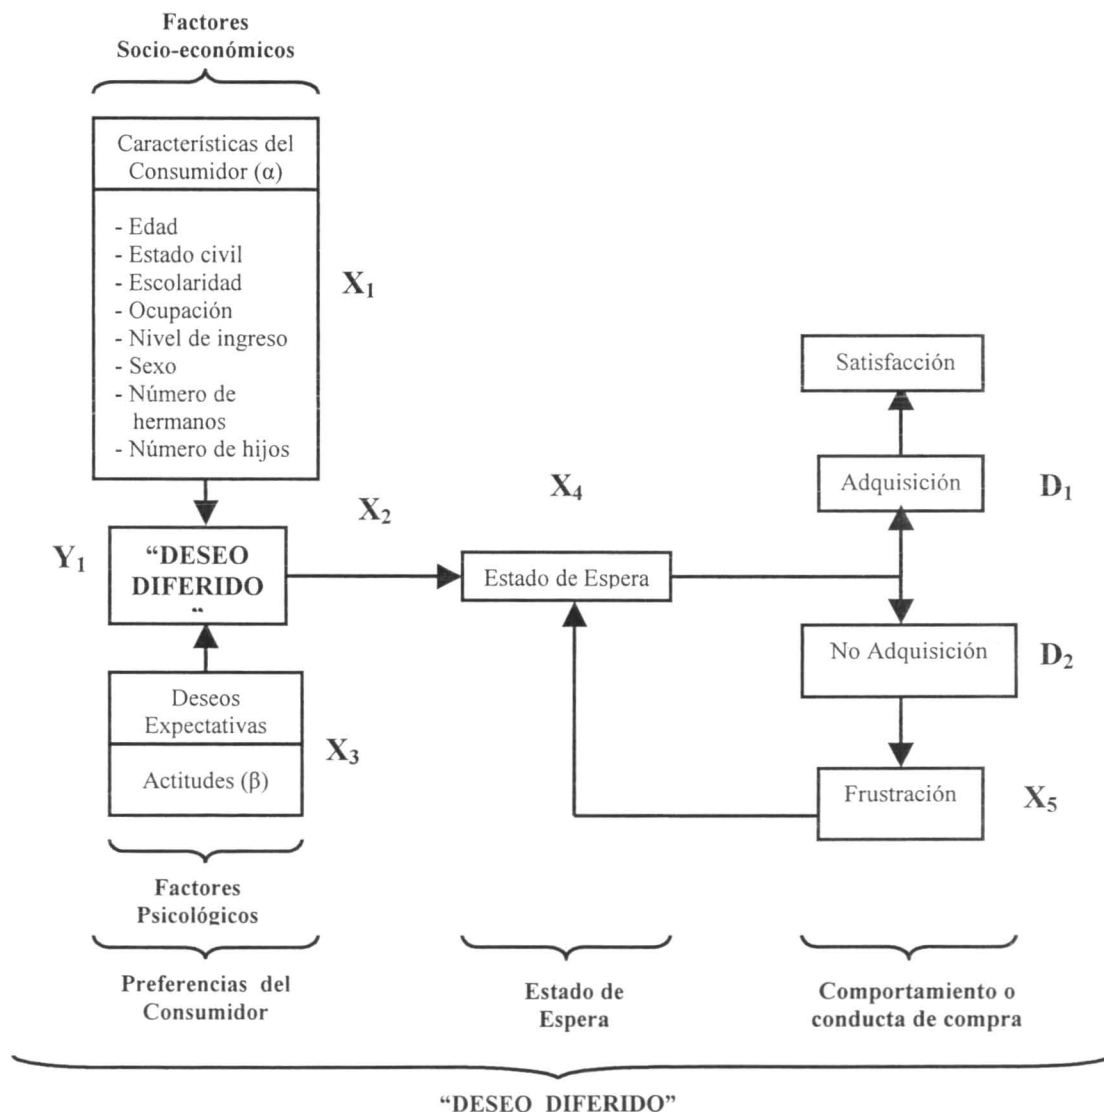 Factores
Socio-económicos
Características del
Consumidor (α)
- Edad
- Estado civil
- Escolaridad
- Ocupación
- Nivel de ingreso
- Sexo
- Número de
hermanos
- Número de hijos
X₁
Y₁
“DESEO
DIFERIDO
“
X₂
Deseos
Expectativas
Actitudes (β)
X₃
Factores
Psicológicos
Preferencias del
Consumidor
X₄
Estado de Espera
Estado de
Espera
Satisfacción
Adquisición
D₁
No Adquisición
D₂
Frustración
X₅
Comportamiento o
conducta de compra
“DESEO DIFERIDO”